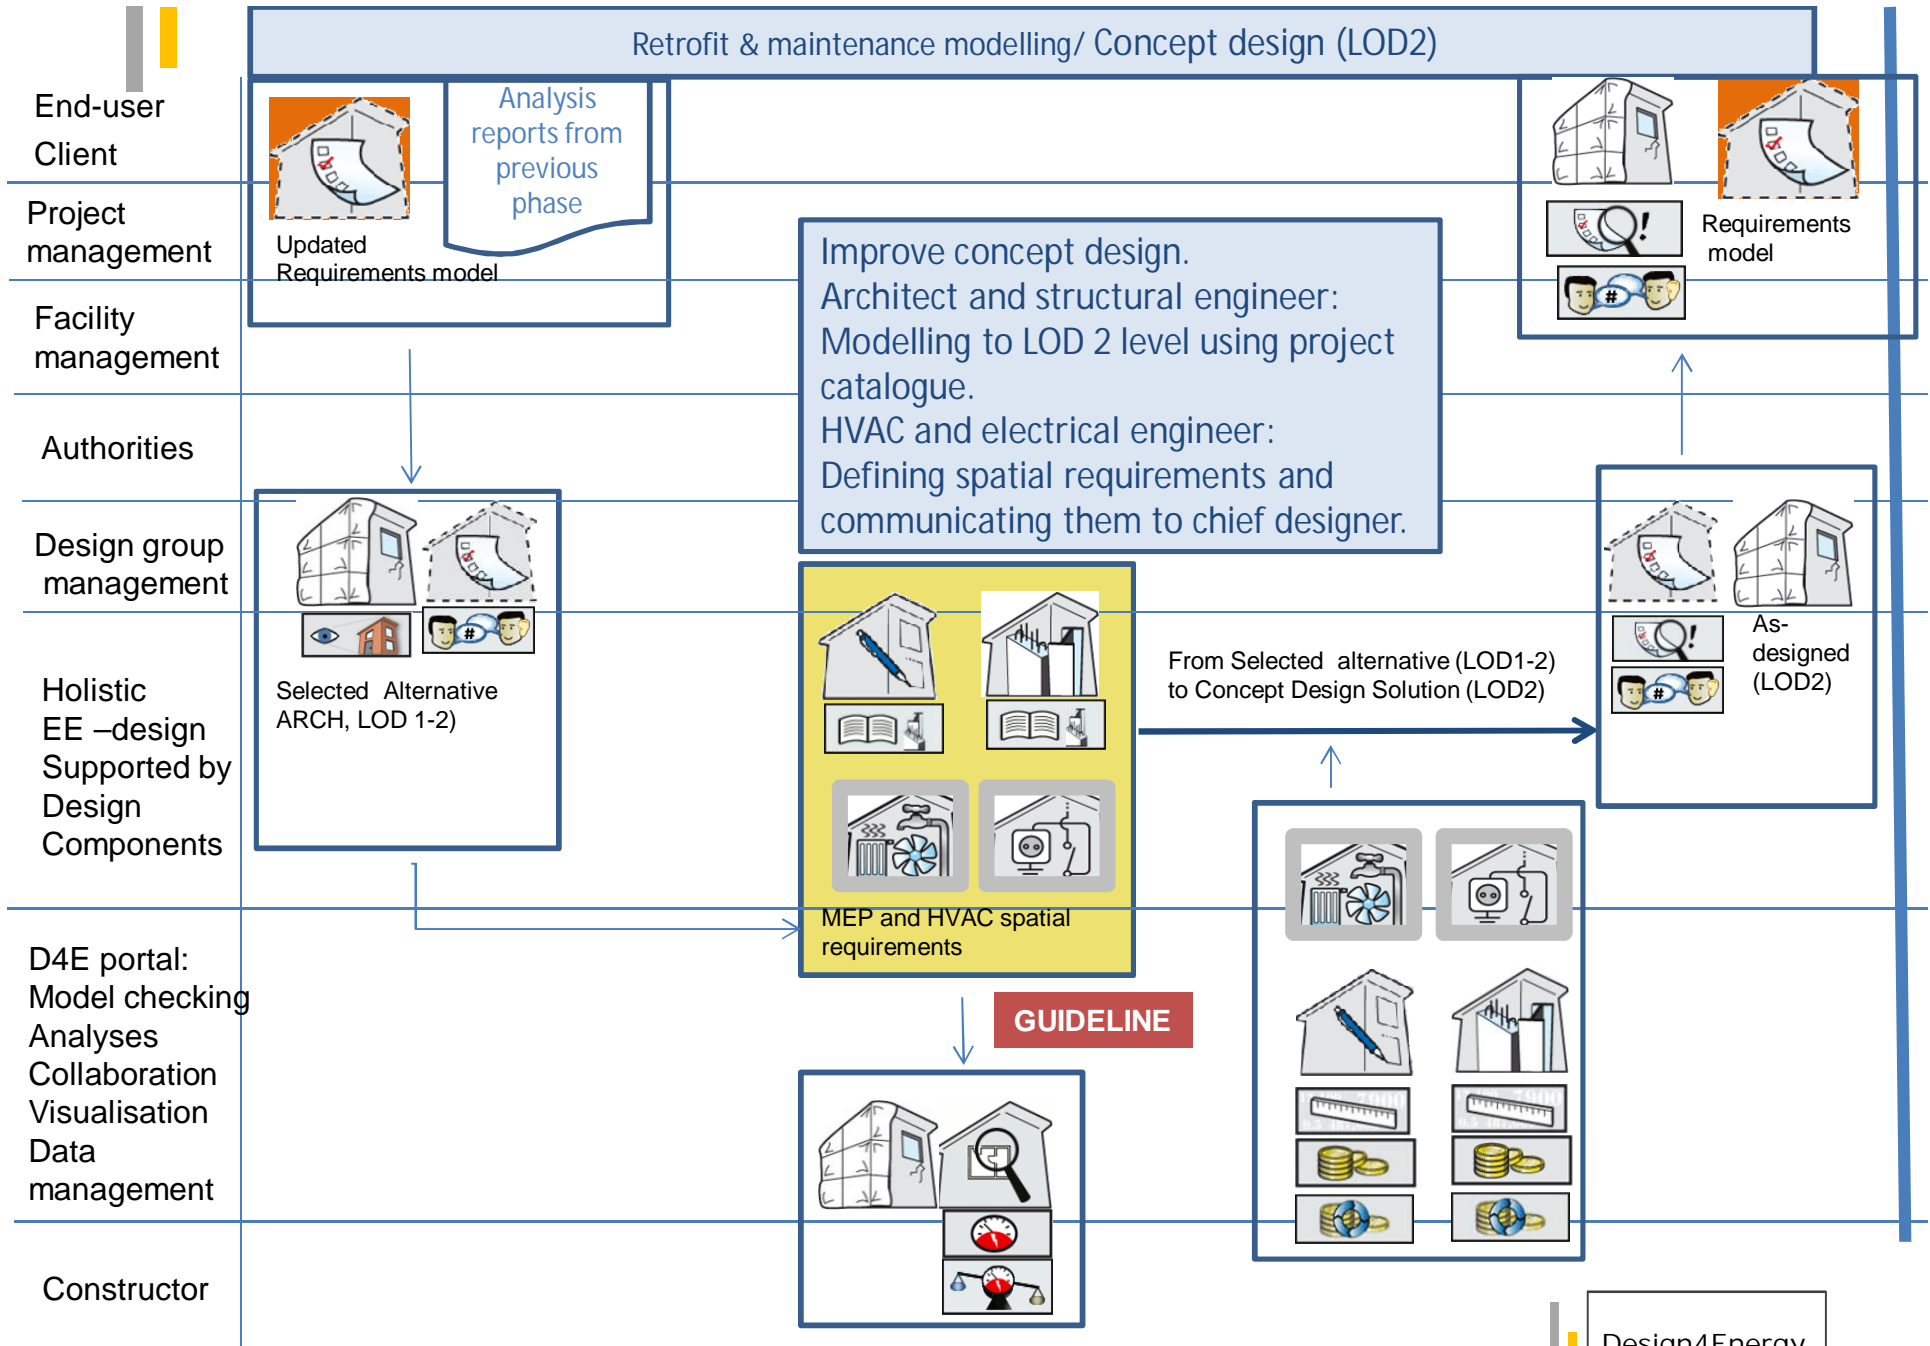 Retrofit & maintenance modelling/ Concept design (LOD2)
End-user
Client
Project
management
Facility
management
Authorities
Design group
management
Holistic
EE –design
Supported by
Design
Components
D4E portal:
Model checking
Analyses
Collaboration
Visualisation
Data
management
Constructor
Analysis
reports from
previous
phase
Updated
Requirements model
Improve concept design.
Architect and structural engineer:
Modelling to LOD 2 level using project
catalogue.
HVAC and electrical engineer:
Defining spatial requirements and
communicating them to chief designer.
!
Requirements
model
#
#
Selected Alternative
ARCH, LOD 1-2)
MEP and HVAC spatial
requirements
GUIDELINE
From Selected alternative (LOD1-2)
to Concept Design Solution (LOD2)
!
#
As-
designed
(LOD2)
7900
7900
Design4Energy